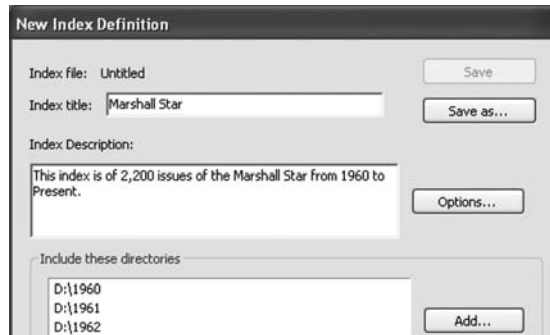 New Index Definition
Index file: Untitled
Save
Index title: Marshall Star
Save as...
Index Description:
This index is of 2,200 issues of the Marshall Star from 1960 to
Present.
Options...
Include these directories
D:\1960
D:\1961
D:\1962
Add...